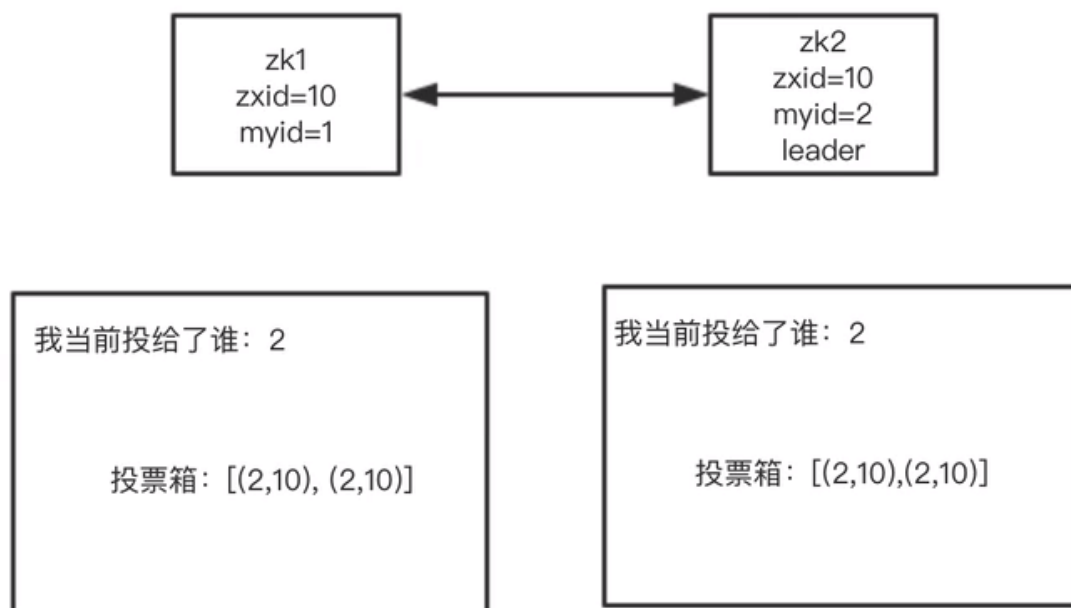 zk1
zxid=10
myid=1
zk2
zxid=10
myid=2
leader
我当前投给了谁：2
投票箱：[(2,10), (2,10)]
我当前投给了谁：2
投票箱：[(2,10),(2,10)]